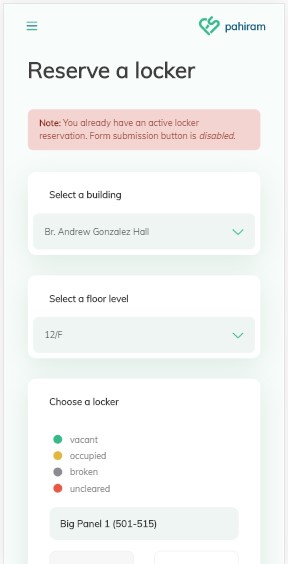 pahiram
Reserve a locker
Note: You already have an active locker
reservation. Form submission button is disabled.
Select a building
Br. Andrew Gonzalez Hall
Select a floor level
12/F
Choose a locker
vacant
occupied
broken
uncleared
Big Panel 1 (501-515)